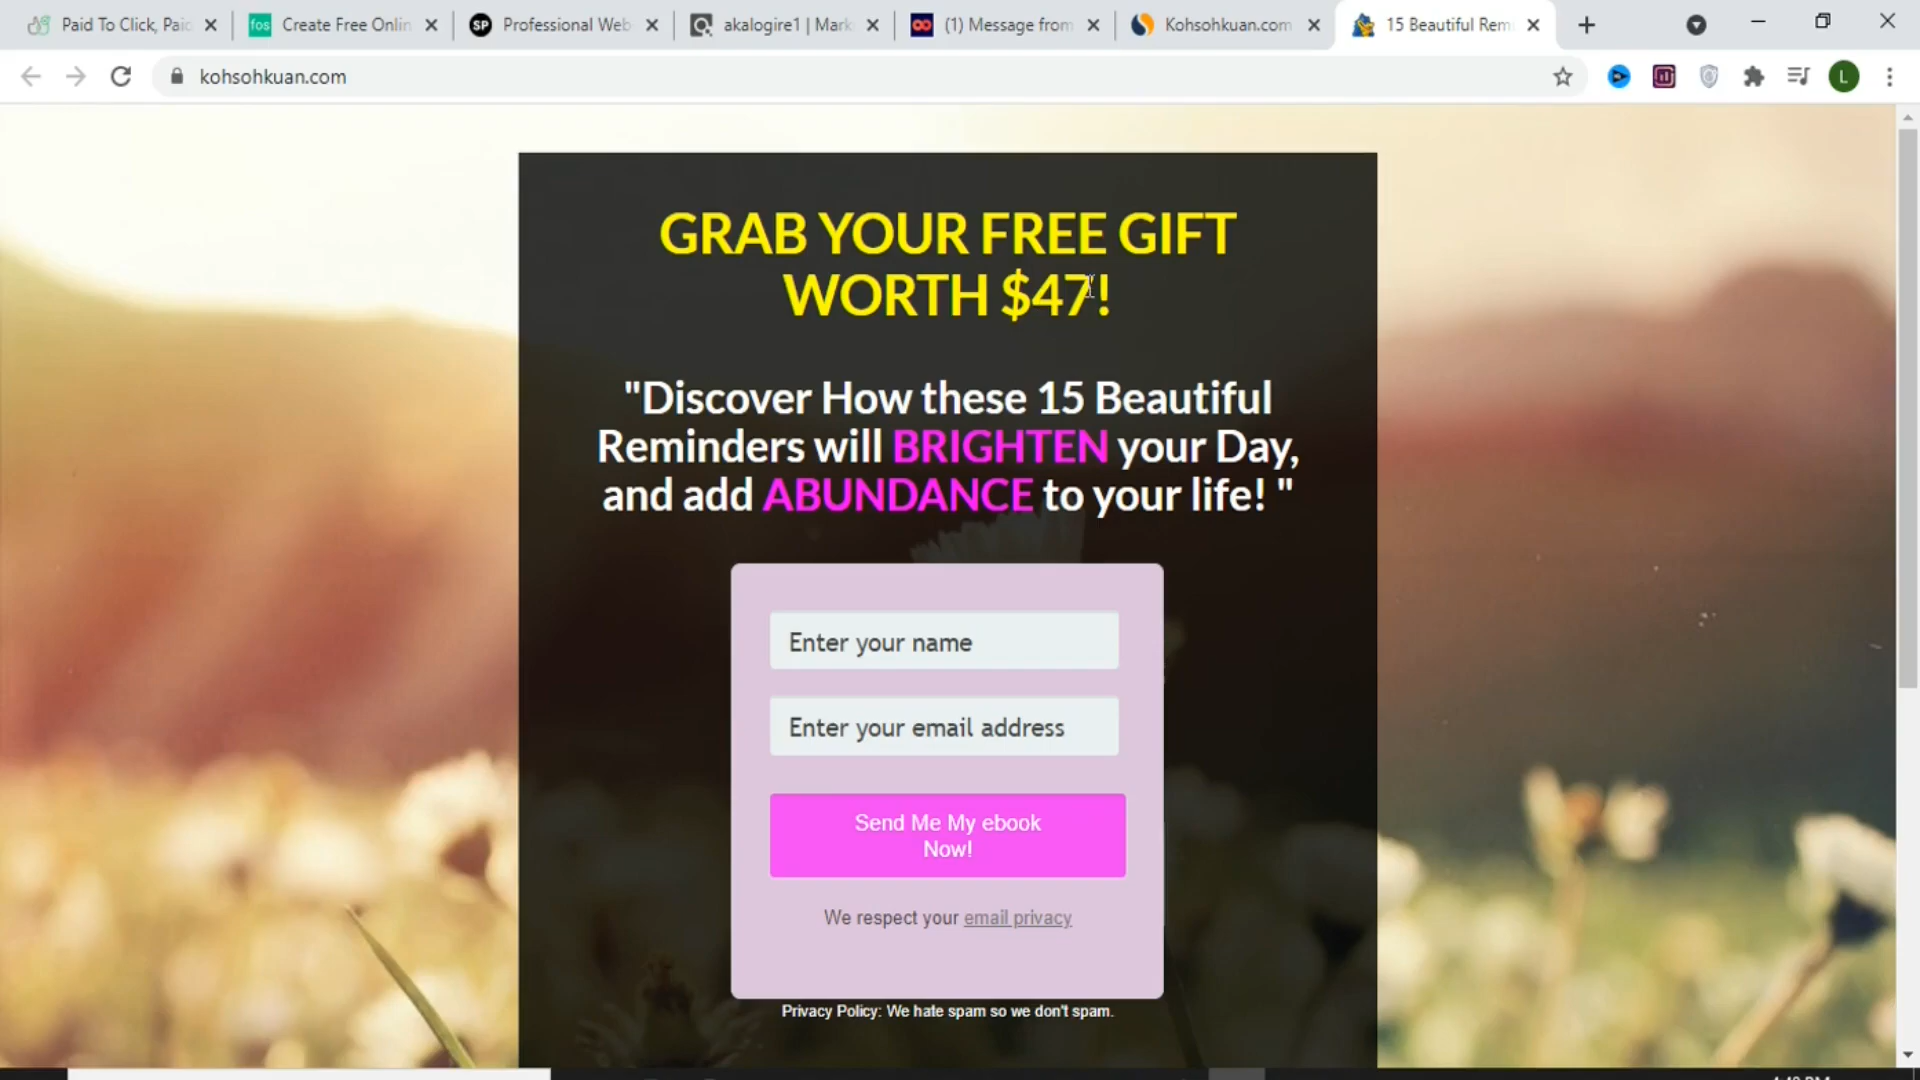 Paid To Click, Paid
fos
Create Free Onlin
SP
Professional Web
akalogire1 | Mark
(1) Message from
Kohsohkuan.com
15 Beautiful Rem
kohsohkuan.com
L
GRAB YOUR FREE GIFT
WORTH $47!
"Discover How these 15 Beautiful
Reminders will BRIGHTEN your Day,
and add ABUNDANCE to your life! "
Enter your name
Enter your email address
Send Me My ebook
Now!
We respect your email privacy
Privacy Policy: We hate spam so we don't spam.